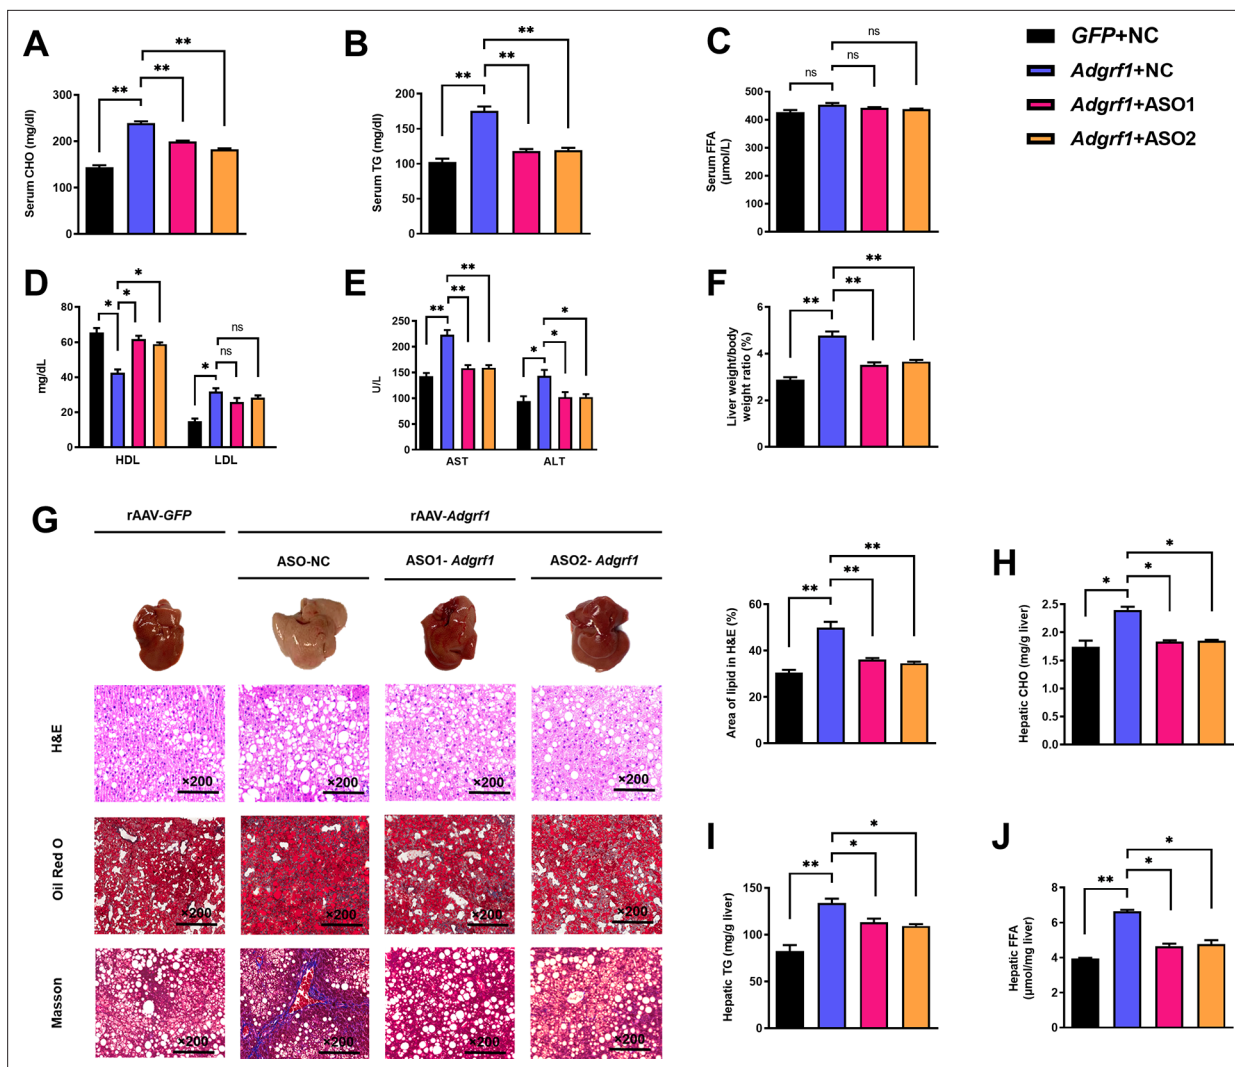 A
Serum CHO (mg/dl)
300
200
100
0
**
**
**
B
Serum TG (mg/dl)
200
150
100
50
0
**
**
**
C
Serum FFA
(μmol/L)
500
400
300
200
100
0
ns
ns
ns
GFP+NC
Adgrf1+NC
Adgrf1+ASO1
Adgrf1+ASO2
D
mg/dL
80
60
40
20
0
*
*
*
*
ns
ns
HDL
LDL
E
U/L
250
200
150
100
50
0
**
**
**
*
*
*
AST
ALT
F
Liver weight/body
weight ratio (%)
6
4
2
0
**
**
**
G
rAAV-GFP
rAAV-Adgrf1
ASO-NC
ASO1- Adgrf1
ASO2- Adgrf1
H&E
×200
×200
×200
×200
Oil Red O
×200
×200
×200
×200
Masson
×200
×200
×200
×200
Area of lipid in H&E (%)
60
40
20
0
**
**
**
H
Hepatic CHO (mg/g liver)
2.5
2.0
1.5
1.0
0.5
0.0
*
*
*
I
Hepatic TG (mg/g liver)
150
100
50
0
**
*
*
J
Hepatic FFA
(μmol/mg liver)
8
6
4
2
0
**
*
*